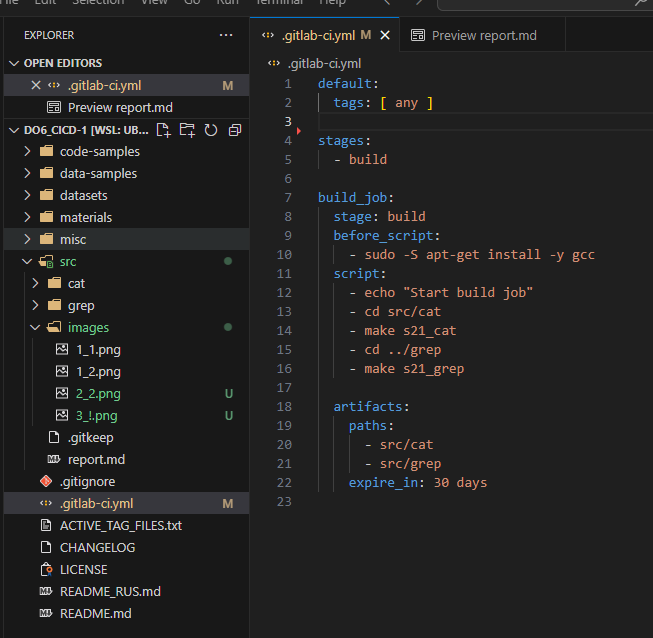 File Edit Selection View Go Run Terminal Help
EXPLORER
OPEN EDITORS
.gitlab-ci.yml M
Preview report.md
DO6_CICD-1 [WSL: UB...
code-samples
data-samples
datasets
materials
misc
src
cat
grep
images
1_1.png
1_2.png
2_2.png U
3_!.png U
.gitkeep
report.md
.gitignore
.gitlab-ci.yml M
ACTIVE_TAG_FILES.txt
CHANGELOG
LICENSE
README_RUS.md
README.md
.gitlab-ci.yml M
Preview report.md
.gitlab-ci.yml
1 default:
2 tags: [ any ]
3
4 stages:
5 - build
6
7 build_job:
8 stage: build
9 before_script:
10 - sudo -S apt-get install -y gcc
11 script:
12 - echo "Start build job"
13 - cd src/cat
14 - make s21_cat
15 - cd ../grep
16 - make s21_grep
17
18 artifacts:
19 paths:
20 - src/cat
21 - src/grep
22 expire_in: 30 days
23